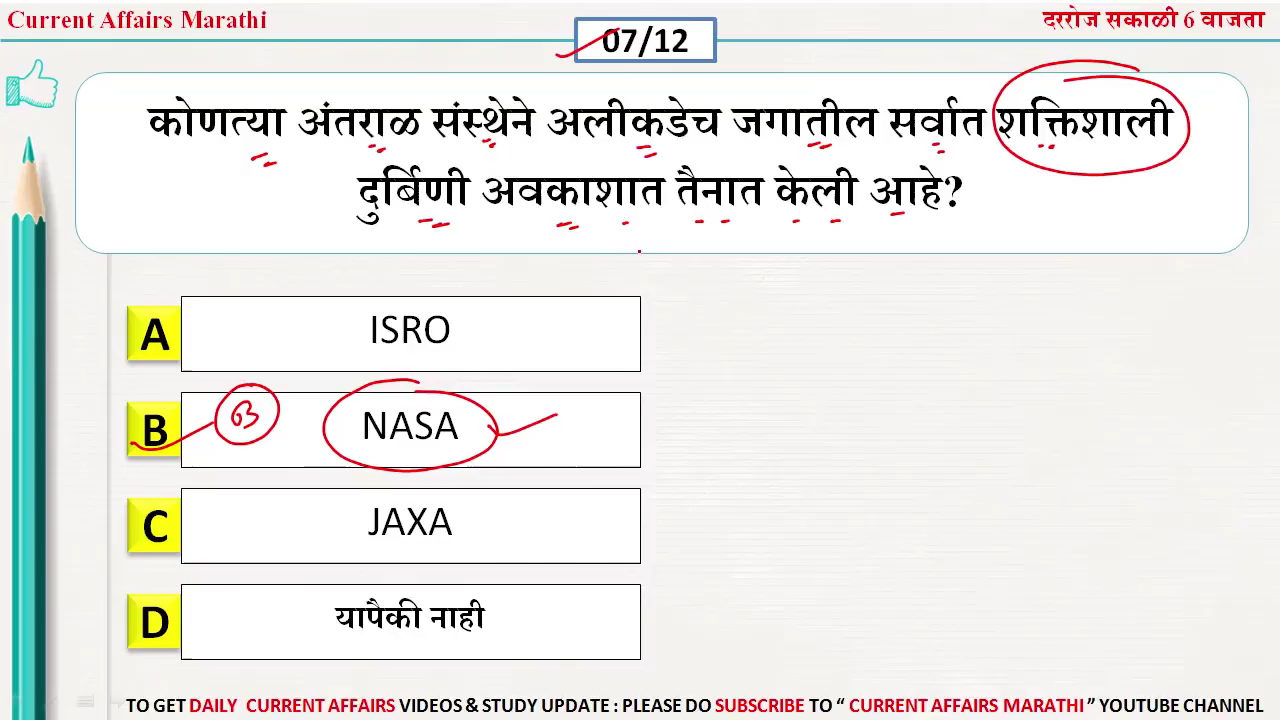 Current Affairs Marathi
दररोज सकाळी 6 वाजता
07/12
कोणत्या अंतराळ संस्थेने अलीकडेच जगातील सर्वात शक्तिशाली
दुर्बिणी अवकाशात तैनात केली आहे?
A ISRO
B B NASA
C JAXA
D यापैकी नाही
TO GET DAILY CURRENT AFFAIRS VIDEOS & STUDY UPDATE : PLEASE DO SUBSCRIBE TO “ CURRENT AFFAIRS MARATHI ” YOUTUBE CHANNEL